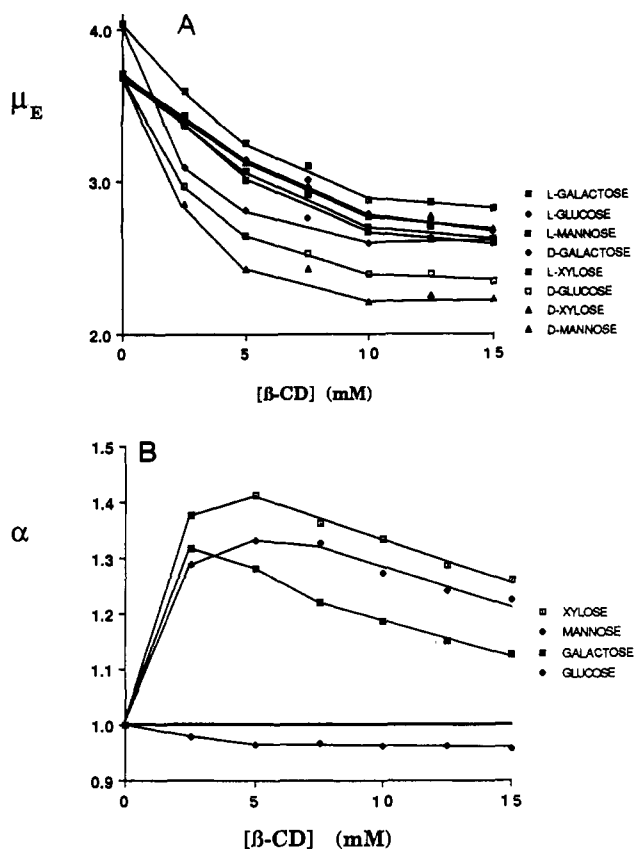 A
4.0
μE
3.0
2.0
0
5
10
15
[ß-CD] (mM)
L-GALACTOSE
L-GLUCOSE
L-MANNOSE
D-GALACTOSE
L-XYLOSE
D-GLUCOSE
D-XYLOSE
D-MANNOSE
B
1.5
1.4
1.3
α
1.2
1.1
1.0
0.9
0
5
10
15
[ß-CD] (mM)
XYLOSE
MANNOSE
GALACTOSE
GLUCOSE